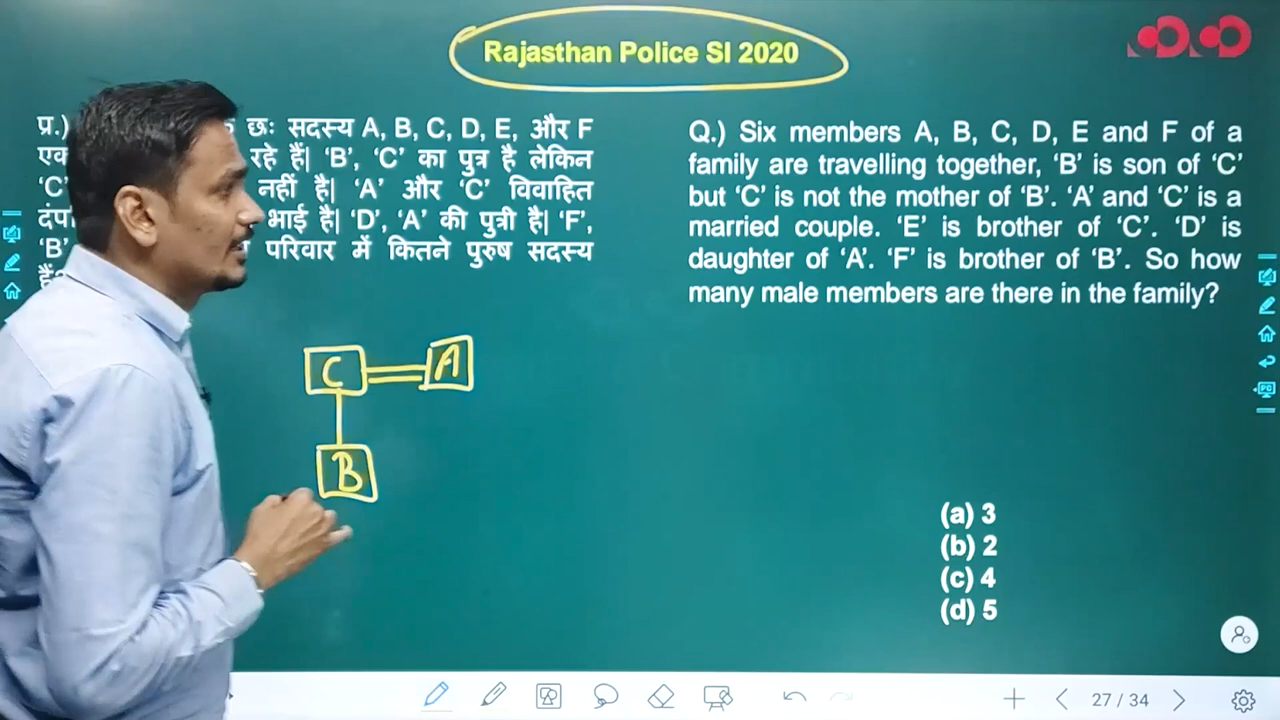 Rajasthan Police SI 2020
प्र.) छः सदस्य A, B, C, D, E, और F
एक रहे हैं| 'B', 'C' का पुत्र है लेकिन
'C' नहीं है| 'A' और 'C' विवाहित
भाई है| 'D', 'A' की पुत्री है| 'F',
'B' परिवार में कितने पुरुष सदस्य
Q.) Six members A, B, C, D, E and F of a
family are travelling together, 'B' is son of 'C'
but 'C' is not the mother of 'B'. 'A' and 'C' is a
married couple. 'E' is brother of 'C'. 'D' is
daughter of 'A'. 'F' is brother of 'B'. So how
many male members are there in the family?
C A
B
(a) 3
(b) 2
(c) 4
(d) 5
27 / 34